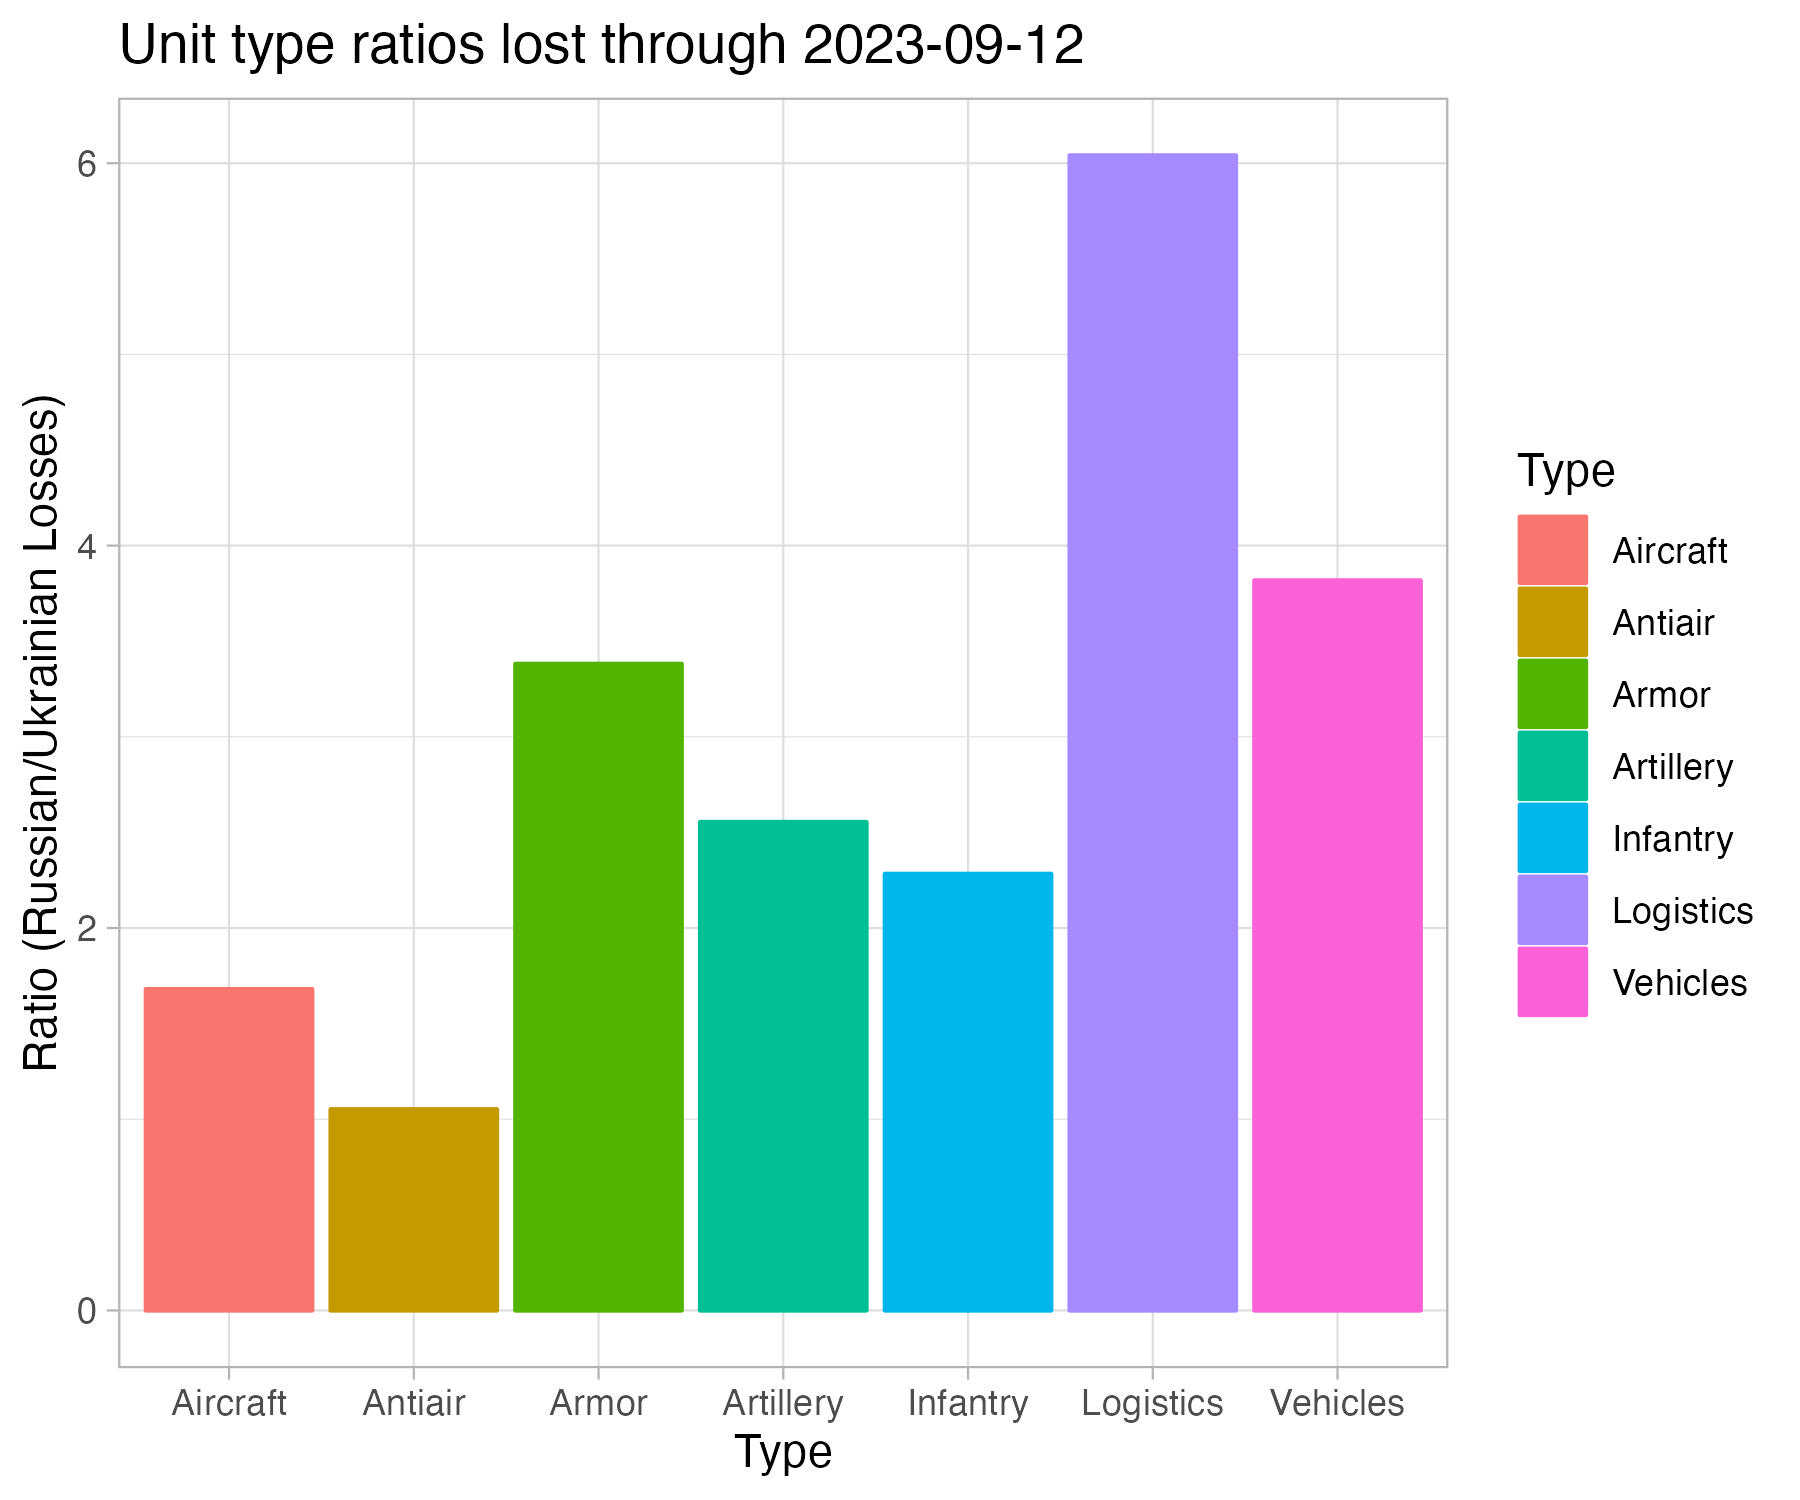 Unit type ratios lost through 2023-09-12
Ratio (Russian/Ukrainian Losses)
6
4
2
0
Aircraft Antiair Armor Artillery Infantry Logistics Vehicles
Type
Type
Aircraft
Antiair
Armor
Artillery
Infantry
Logistics
Vehicles